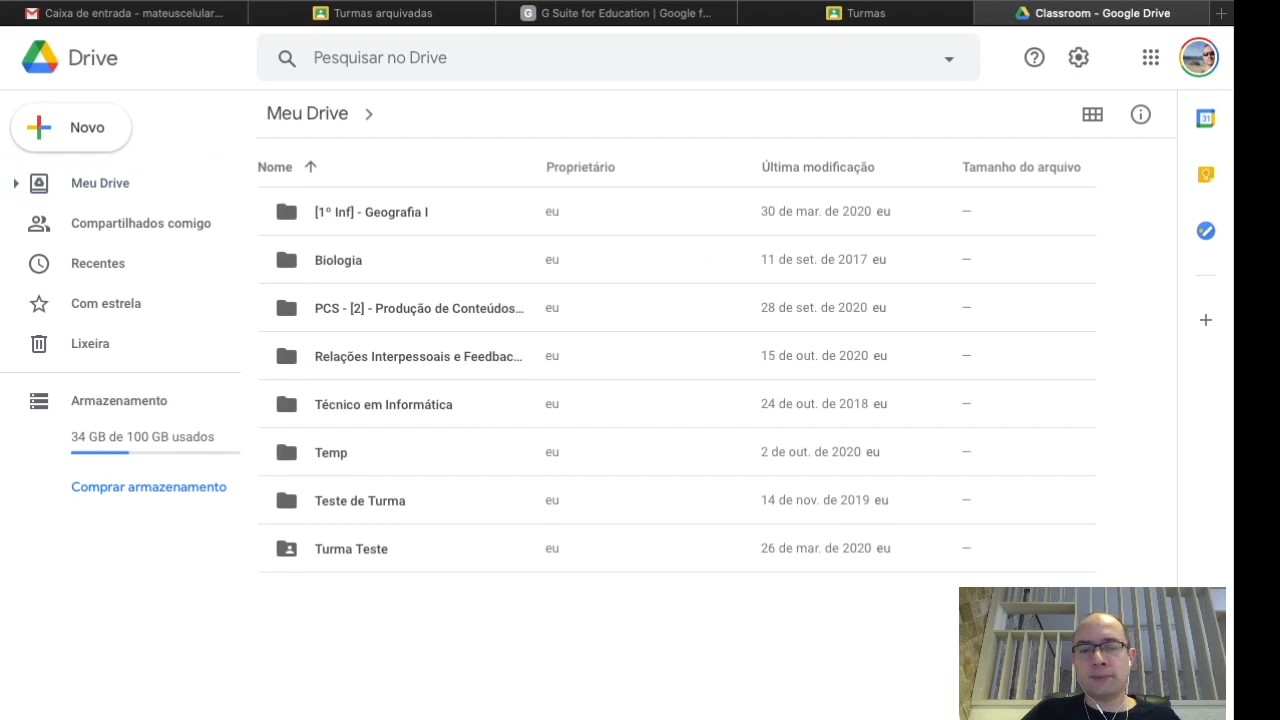 Caixa de entrada - mateuscelular...
Turmas arquivadas
G Suite for Education | Google f...
Turmas
Classroom - Google Drive
Drive
Pesquisar no Drive
Novo
Meu Drive
Compartilhados comigo
Recentes
Com estrela
Lixeira
Armazenamento
34 GB de 100 GB usados
Comprar armazenamento
Meu Drive
Nome Proprietário Última modificação Tamanho do arquivo
[1º Inf] - Geografia I eu 30 de mar. de 2020 eu —
Biologia eu 11 de set. de 2017 eu —
PCS - [2] - Produção de Conteúdos... eu 28 de set. de 2020 eu —
Relações Interpessoais e Feedbac... eu 15 de out. de 2020 eu —
Técnico em Informática eu 24 de out. de 2018 eu —
Temp eu 2 de out. de 2020 eu —
Teste de Turma eu 14 de nov. de 2019 eu —
Turma Teste eu 26 de mar. de 2020 eu —
31